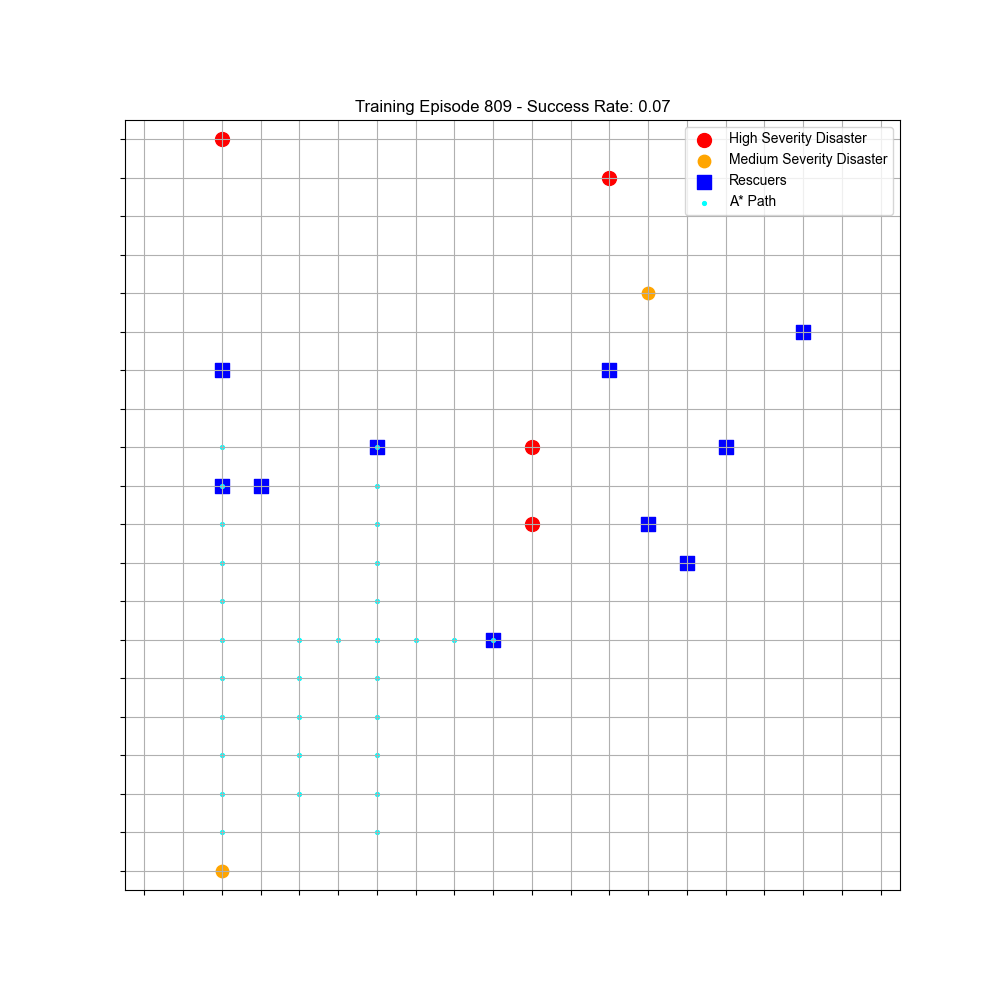 Training Episode 809 - Success Rate: 0.07
High Severity Disaster
Medium Severity Disaster
Rescuers
A* Path